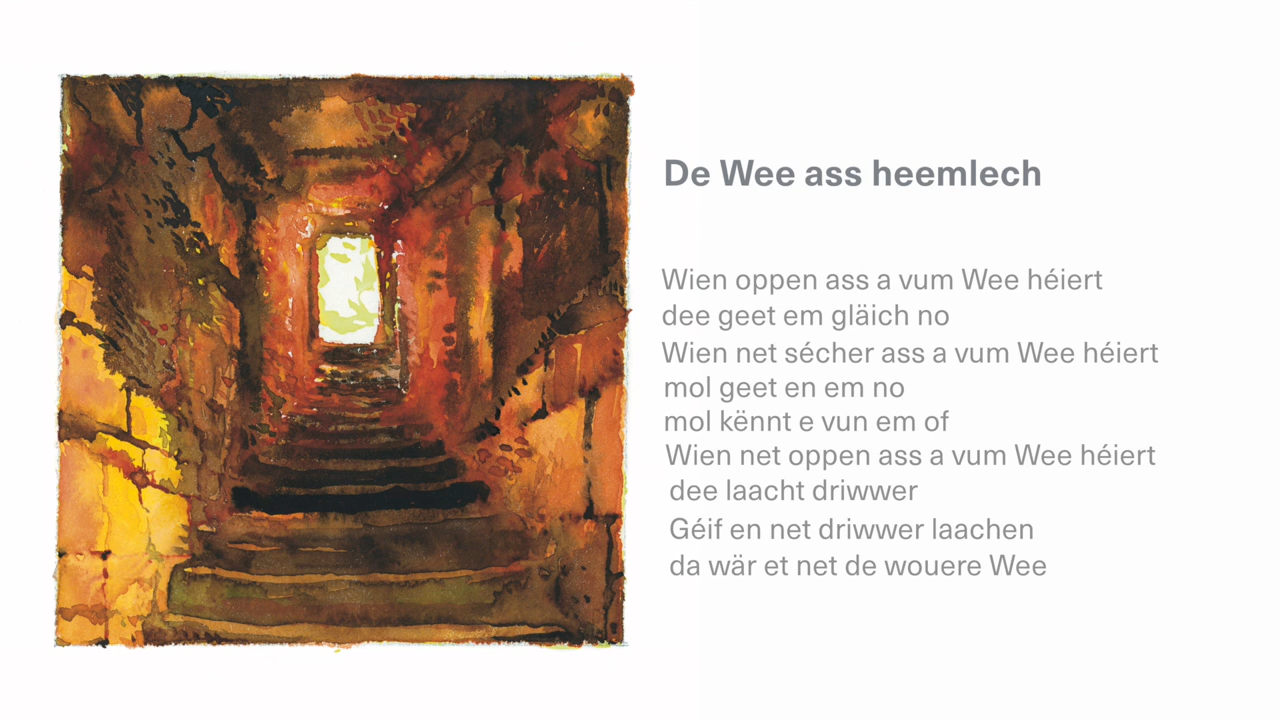 De Wee ass heemlech
Wien oppen ass a vum Wee héiert
dee geet em gläich no
Wien net sécher ass a vum Wee héiert
mol geet en em no
mol kënnt e vun em of
Wien net oppen ass a vum Wee héiert
dee laacht driwwer
Géif en net driwwer laachen
da wär et net de wouere Wee